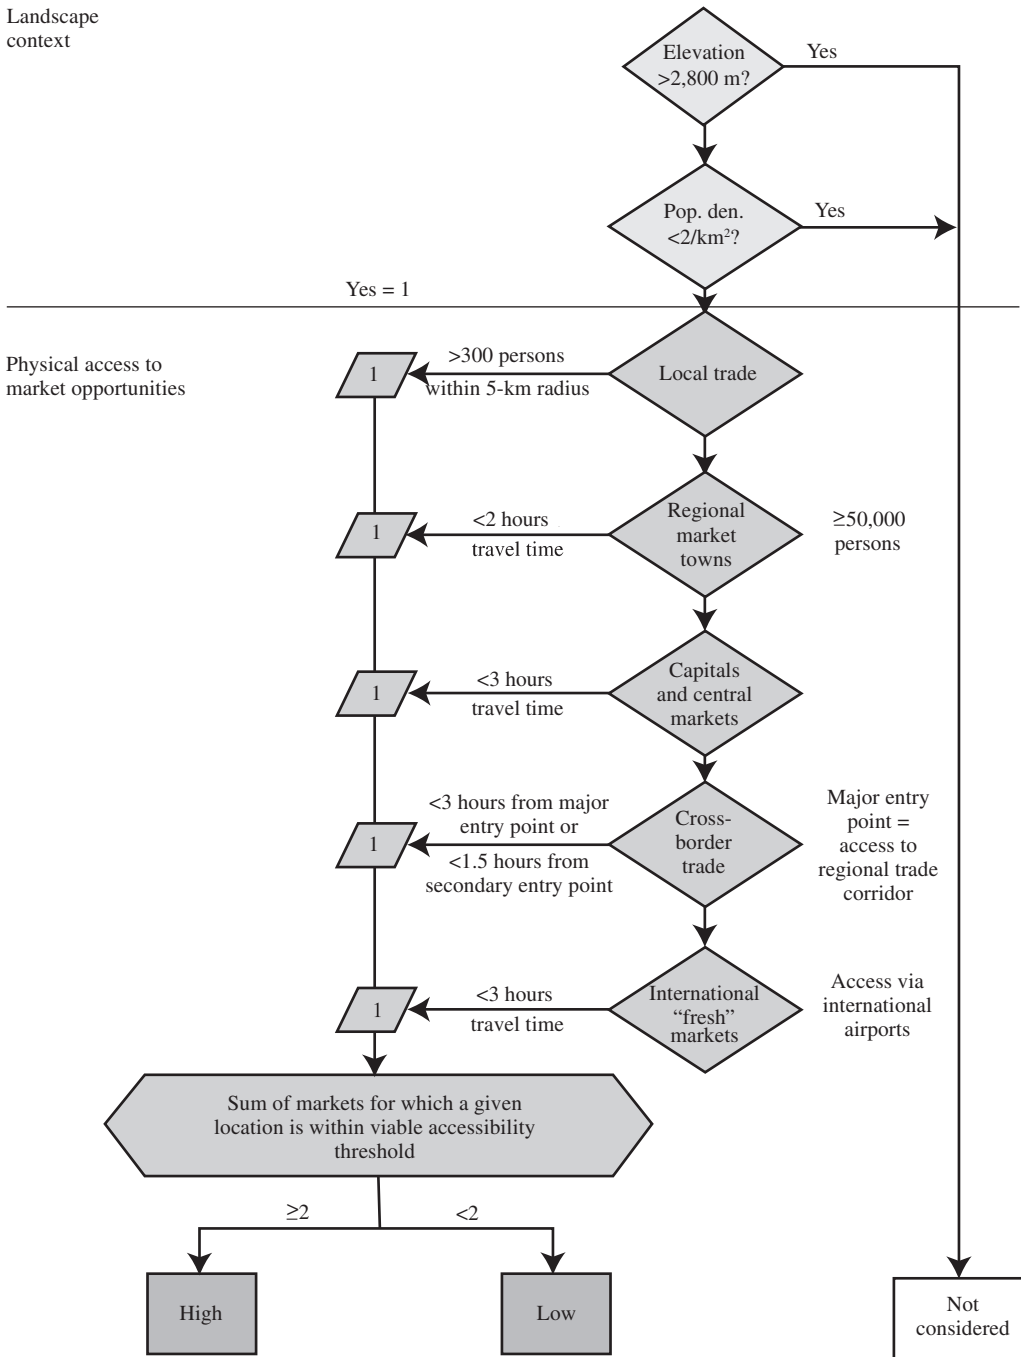 Landscape
context
Elevation
>2,800 m?
Yes
Pop. den.
<2/km²?
Yes
Yes = 1
Physical access to
market opportunities
1
>300 persons
within 5-km radius
Local trade
1
<2 hours
travel time
Regional
market
towns
≥50,000
persons
1
<3 hours
travel time
Capitals
and central
markets
1
<3 hours from major
entry point or
<1.5 hours from
secondary entry point
Cross-
border
trade
Major entry
point =
access to
regional trade
corridor
1
<3 hours
travel time
International
“fresh”
markets
Access via
international
airports
Sum of markets for which a given
location is within viable accessibility
threshold
≥2
<2
High
Low
Not
considered